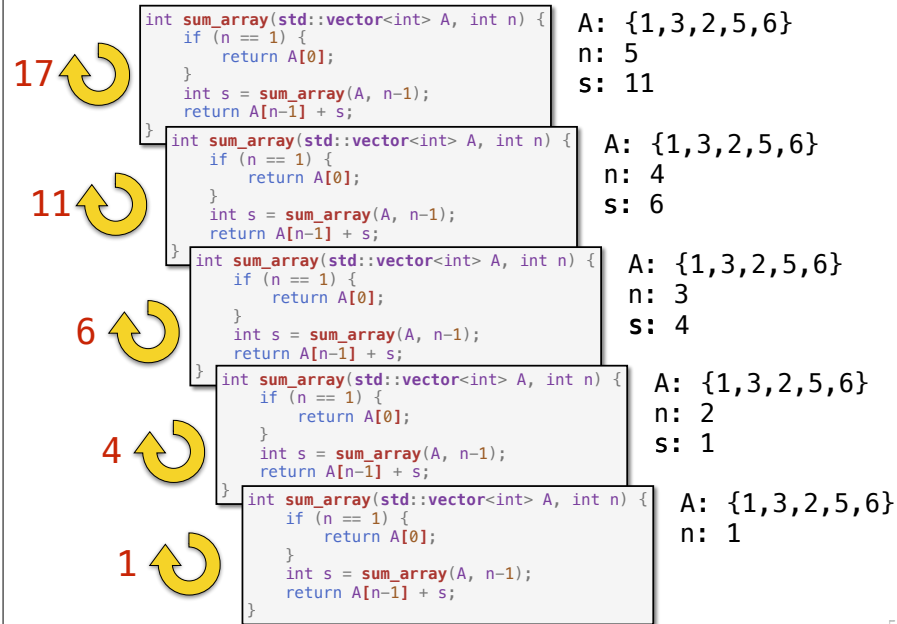 int sum_array(std::vector<int> A, int n) {
    if (n == 1) {
        return A[0];
    }
    int s = sum_array(A, n-1);
    return A[n-1] + s;
}
17
A: {1,3,2,5,6}
n: 5
s: 11
int sum_array(std::vector<int> A, int n) {
    if (n == 1) {
        return A[0];
    }
    int s = sum_array(A, n-1);
    return A[n-1] + s;
}
11
A: {1,3,2,5,6}
n: 4
s: 6
int sum_array(std::vector<int> A, int n) {
    if (n == 1) {
        return A[0];
    }
    int s = sum_array(A, n-1);
    return A[n-1] + s;
}
6
A: {1,3,2,5,6}
n: 3
s: 4
int sum_array(std::vector<int> A, int n) {
    if (n == 1) {
        return A[0];
    }
    int s = sum_array(A, n-1);
    return A[n-1] + s;
}
4
A: {1,3,2,5,6}
n: 2
s: 1
int sum_array(std::vector<int> A, int n) {
    if (n == 1) {
        return A[0];
    }
    int s = sum_array(A, n-1);
    return A[n-1] + s;
}
1
A: {1,3,2,5,6}
n: 1